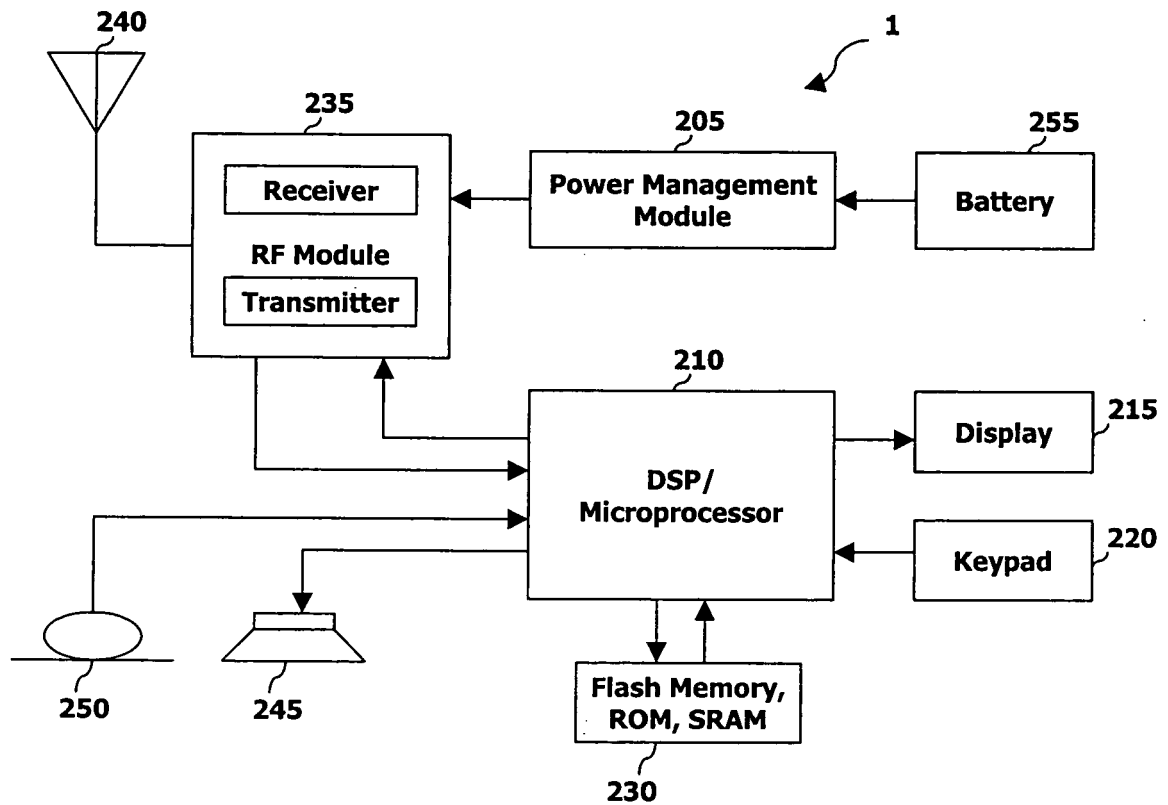 240
1
235
205
255
Receiver
RF Module
Transmitter
Power Management
Module
Battery
210
215
DSP/
Microprocessor
Display
220
Keypad
250
245
Flash Memory,
ROM, SRAM
230